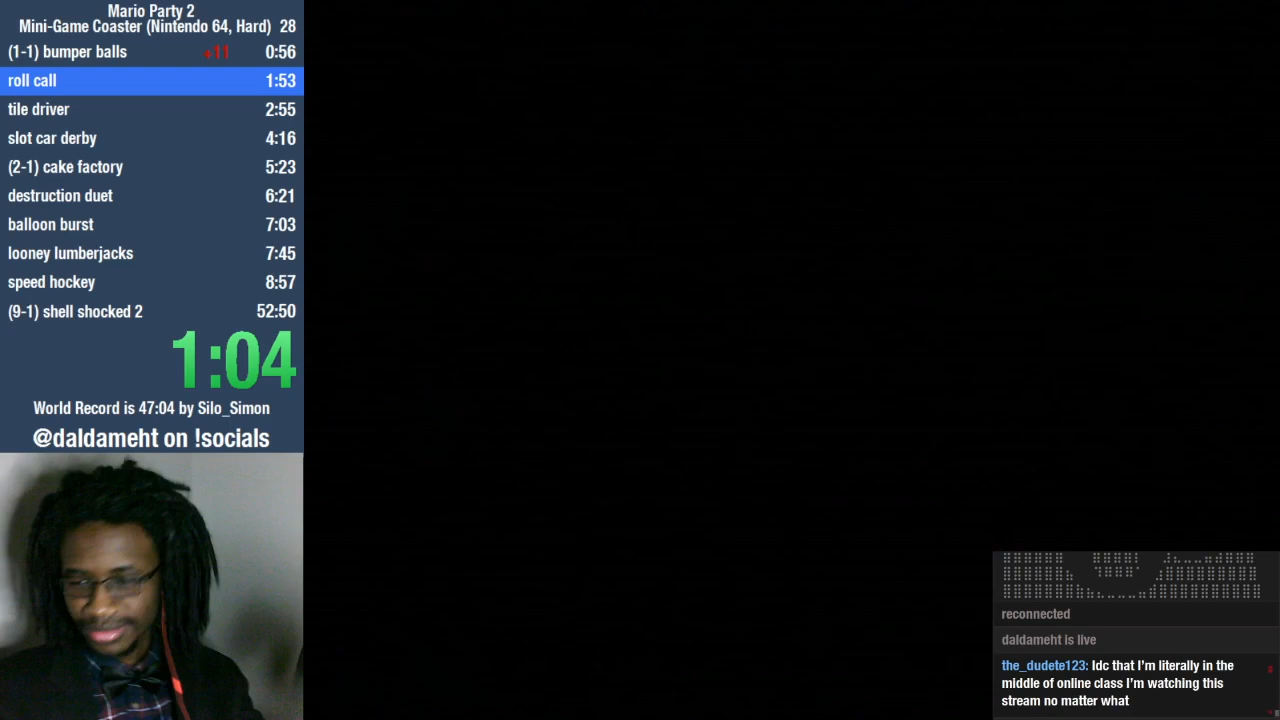 Mario Party 2
Mini-Game Coaster (Nintendo 64, Hard) 28
(1-1) bumper balls +11 0:56
roll call 1:53
tile driver 2:55
slot car derby 4:16
(2-1) cake factory 5:23
destruction duet 6:21
balloon burst 7:03
looney lumberjacks 7:45
speed hockey 8:57
(9-1) shell shocked 2 52:50
1:04
World Record is 47:04 by Silo_Simon
@daldameht on !socials
reconnected
daldameht is live
the_dudete123: Idc that I'm literally in the
middle of online class I'm watching this
stream no matter what